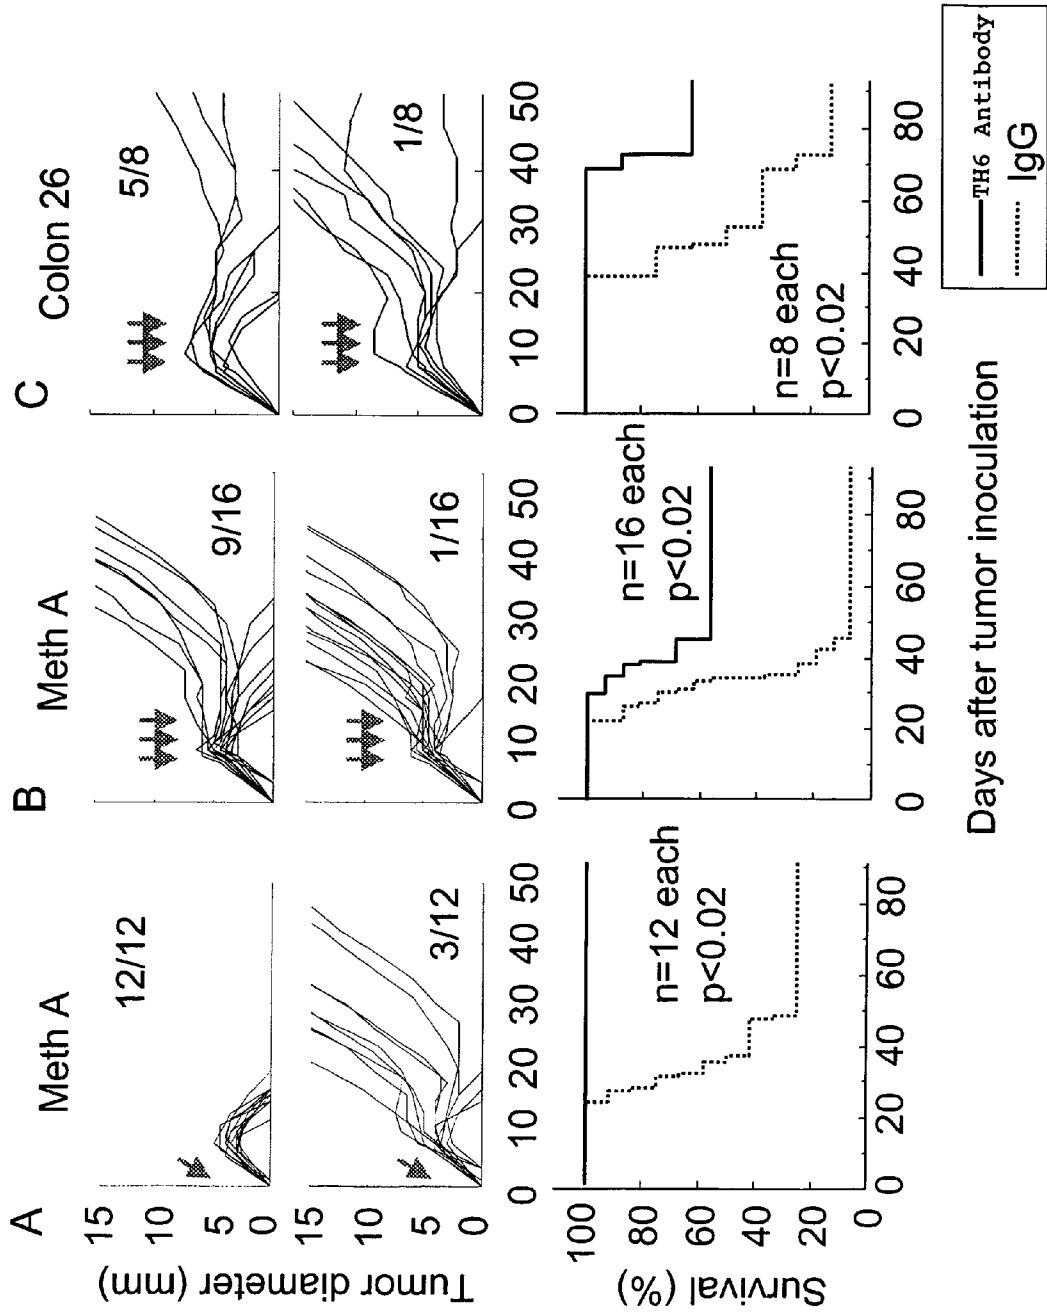 A
Meth A
B
Meth A
C
Colon 26
Tumor diameter (mm)
15
10
5
0
12/12
9/16
5/8
15
10
5
0
3/12
1/16
1/8
0 10 20 30 40 50
0 10 20 30 40 50
0 10 20 30 40 50
Survival (%)
100
80
60
40
20
0
n=12 each
p<0.02
n=16 each
p<0.02
n=8 each
p<0.02
0 20 40 60 80
0 20 40 60 80
0 20 40 60 80
Days after tumor inoculation
TH6 Antibody
IgG